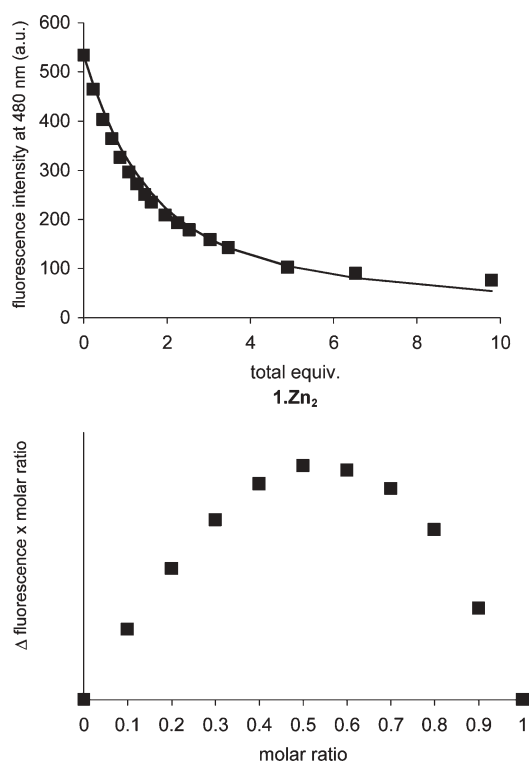 fluorescence intensity at 480 nm (a.u.)
600
500
400
300
200
100
0
0 2 4 6 8 10
total equiv.
1.Zn₂
Δ fluorescence x molar ratio
0 0.1 0.2 0.3 0.4 0.5 0.6 0.7 0.8 0.9 1
molar ratio